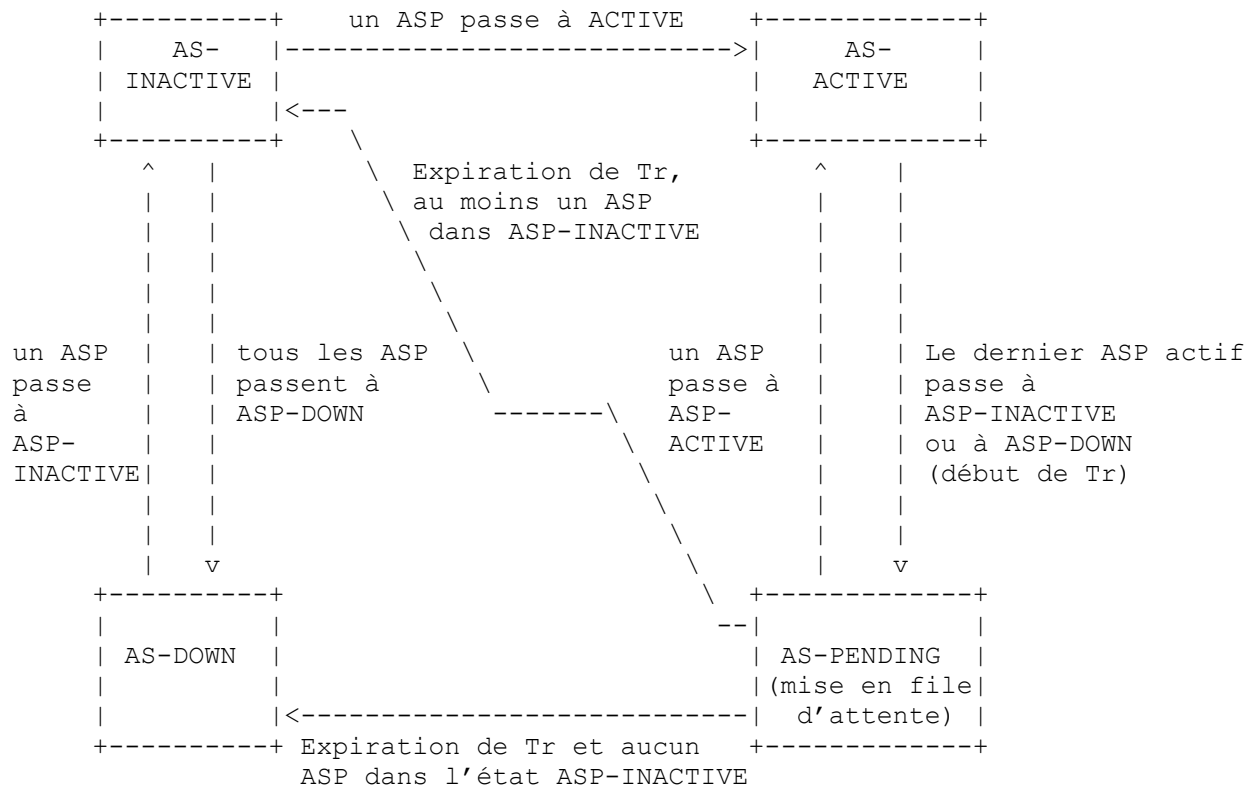 un ASP passe à ACTIVE
AS-
INACTIVE
AS-
ACTIVE
Expiration de Tr,
au moins un ASP
dans ASP-INACTIVE
un ASP
passe
à
ASP-
INACTIVE
tous les ASP
passent à
ASP-DOWN
un ASP
passe à
ASP-
ACTIVE
Le dernier ASP actif
passe à
ASP-INACTIVE
ou à ASP-DOWN
(début de Tr)
AS-DOWN
AS-PENDING
(mise en file
d’attente)
Expiration de Tr et aucun
ASP dans l’état ASP-INACTIVE